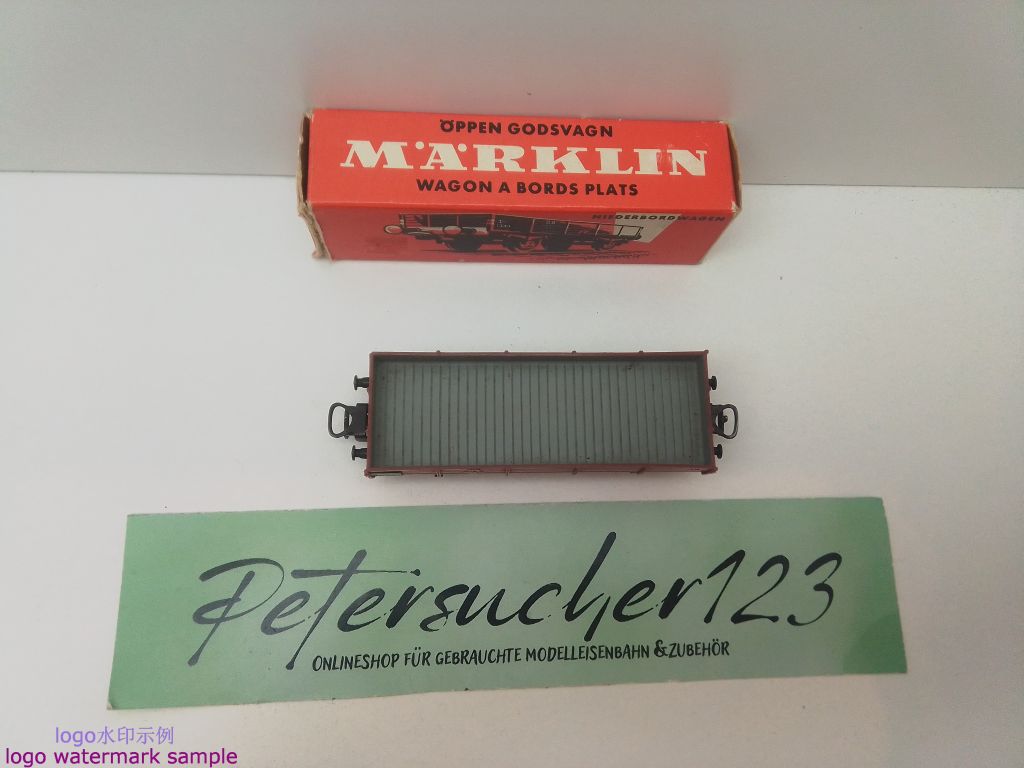 ÖPPEN GODSVAGN
MÄRKLIN
WAGON A BORDS PLATS
NIEDERBORDWAGEN
Petersucher123
ONLINESHOP FÜR GEBRAUCHTE MODELLEISENBAHN & ZUBEHÖR
logo水印示例
logo watermark sample